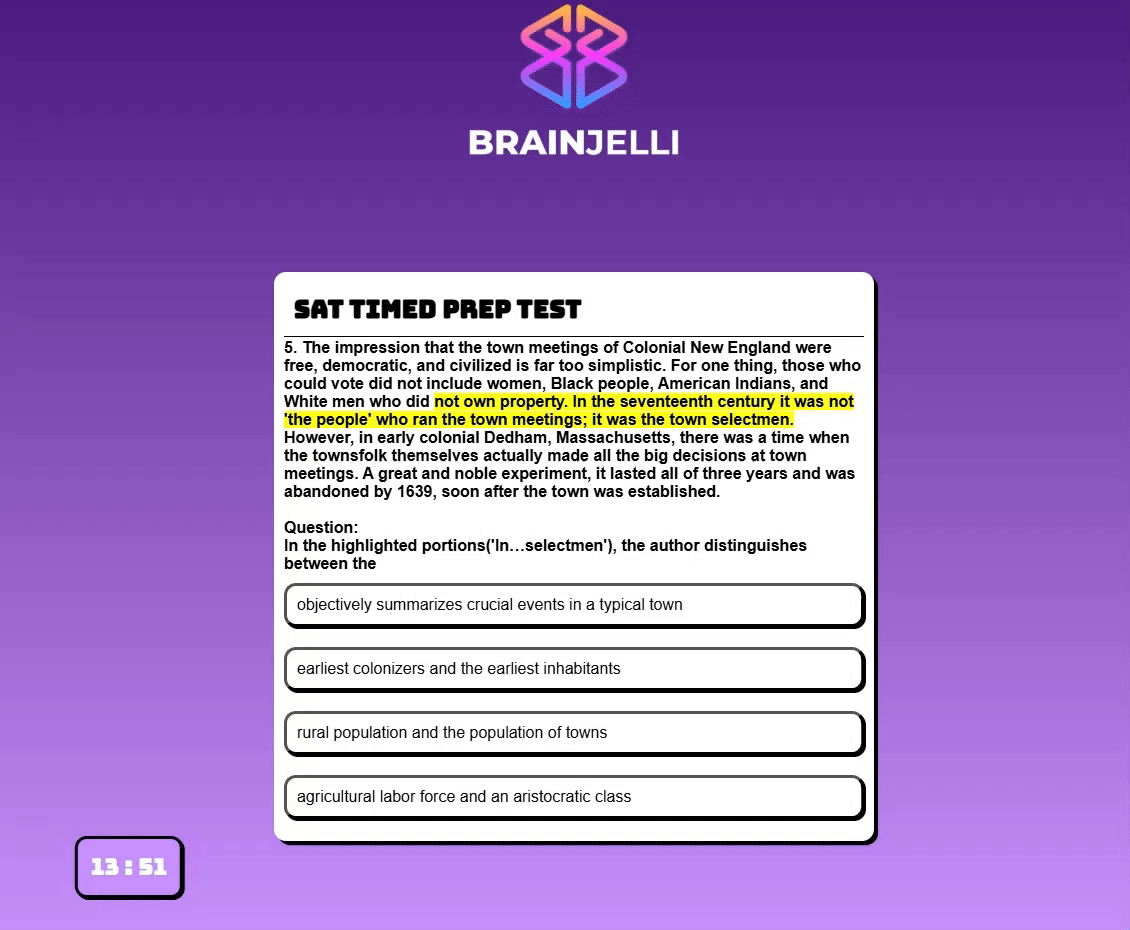 BRAINJELLI
SAT TIMED PREP TEST
5. The impression that the town meetings of Colonial New England were
free, democratic, and civilized is far too simplistic. For one thing, those who
could vote did not include women, Black people, American Indians, and
White men who did not own property. In the seventeenth century it was not
'the people' who ran the town meetings; it was the town selectmen.
However, in early colonial Dedham, Massachusetts, there was a time when
the townsfolk themselves actually made all the big decisions at town
meetings. A great and noble experiment, it lasted all of three years and was
abandoned by 1639, soon after the town was established.
Question:
In the highlighted portions('In...selectmen'), the author distinguishes
between the
objectively summarizes crucial events in a typical town
earliest colonizers and the earliest inhabitants
rural population and the population of towns
agricultural labor force and an aristocratic class
13 : 51